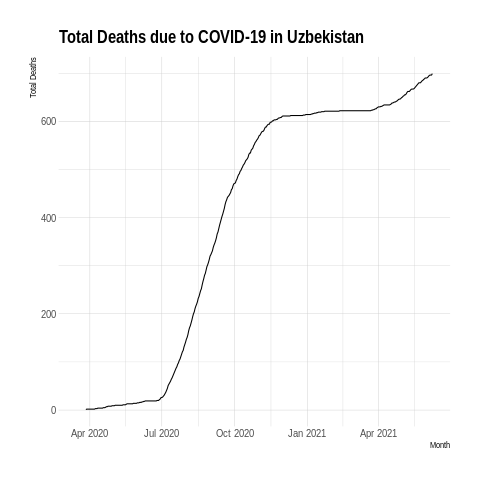 Total Deaths due to COVID-19 in Uzbekistan
Total Deaths
600
400
200
0
Apr 2020 Jul 2020 Oct 2020 Jan 2021 Apr 2021
Month